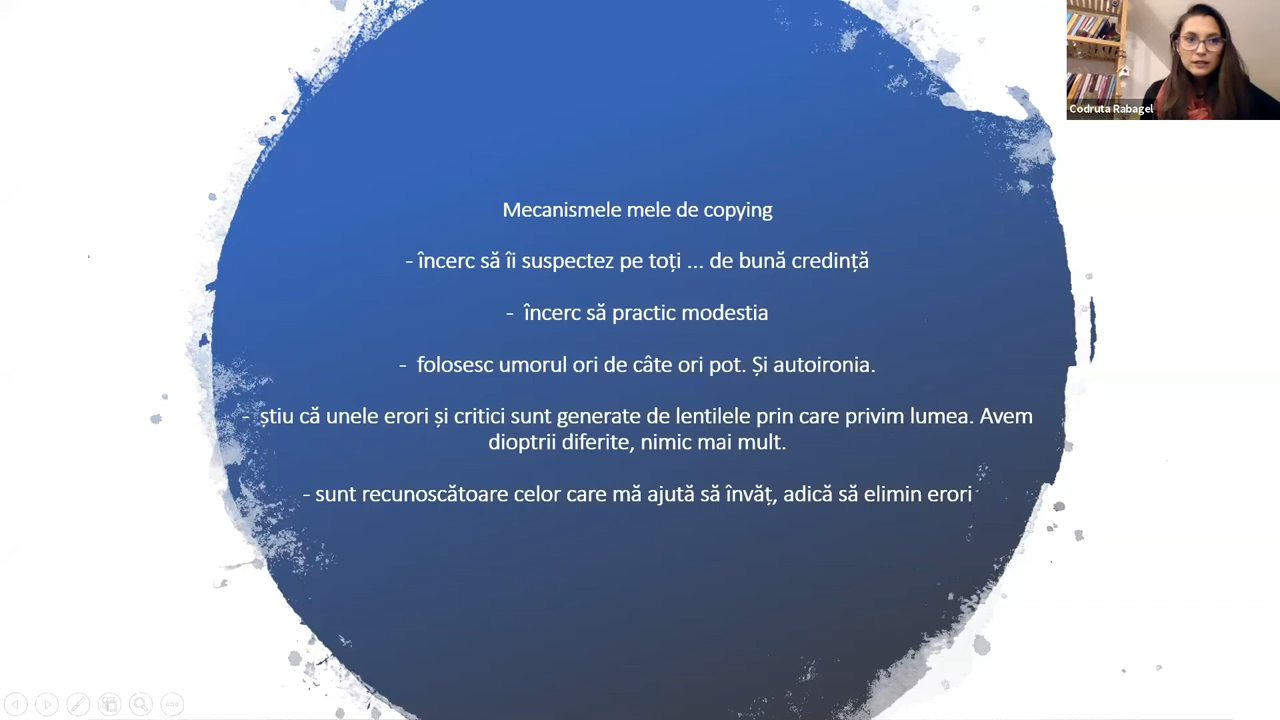 Codruta Rabagel
Mecanismele mele de copying
- încerc să îi suspectez pe toți ... de bună credință
- încerc să practic modestia
- folosesc umorul ori de câte ori pot. Și autoironia.
- știu că unele erori și critici sunt generate de lentilele prin care privim lumea. Avem
dioptrii diferite, nimic mai mult.
- sunt recunoscătoare celor care mă ajută să învăț, adică să elimin erori